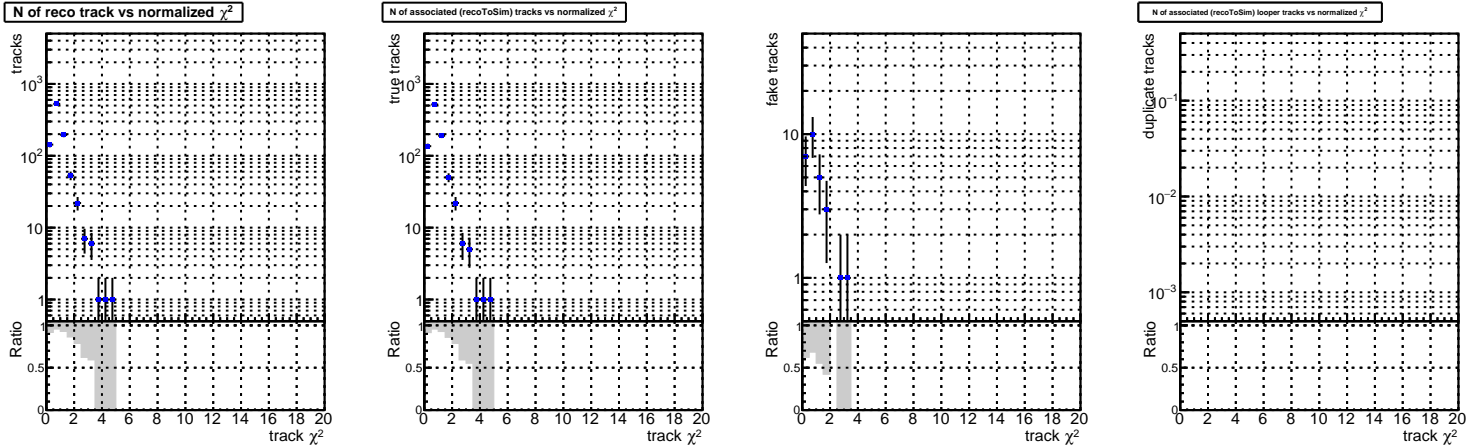 N of reco track vs normalized χ²
tracks
10³
10²
10
1
Ratio
1
0.5
0
0 2 4 6 8 10 12 14 16 18 20
track χ²
N of associated (recoToSim) tracks vs normalized χ²
true tracks
10³
10²
10
1
Ratio
1
0.5
0
0 2 4 6 8 10 12 14 16 18 20
track χ²
fake tracks
10
1
Ratio
1
0.5
0
0 2 4 6 8 10 12 14 16 18 20
track χ²
N of associated (recoToSim) looper tracks vs normalized χ²
duplicate tracks
10⁻¹
10⁻²
10⁻³
Ratio
1
0.5
0
0 2 4 6 8 10 12 14 16 18 20
track χ²